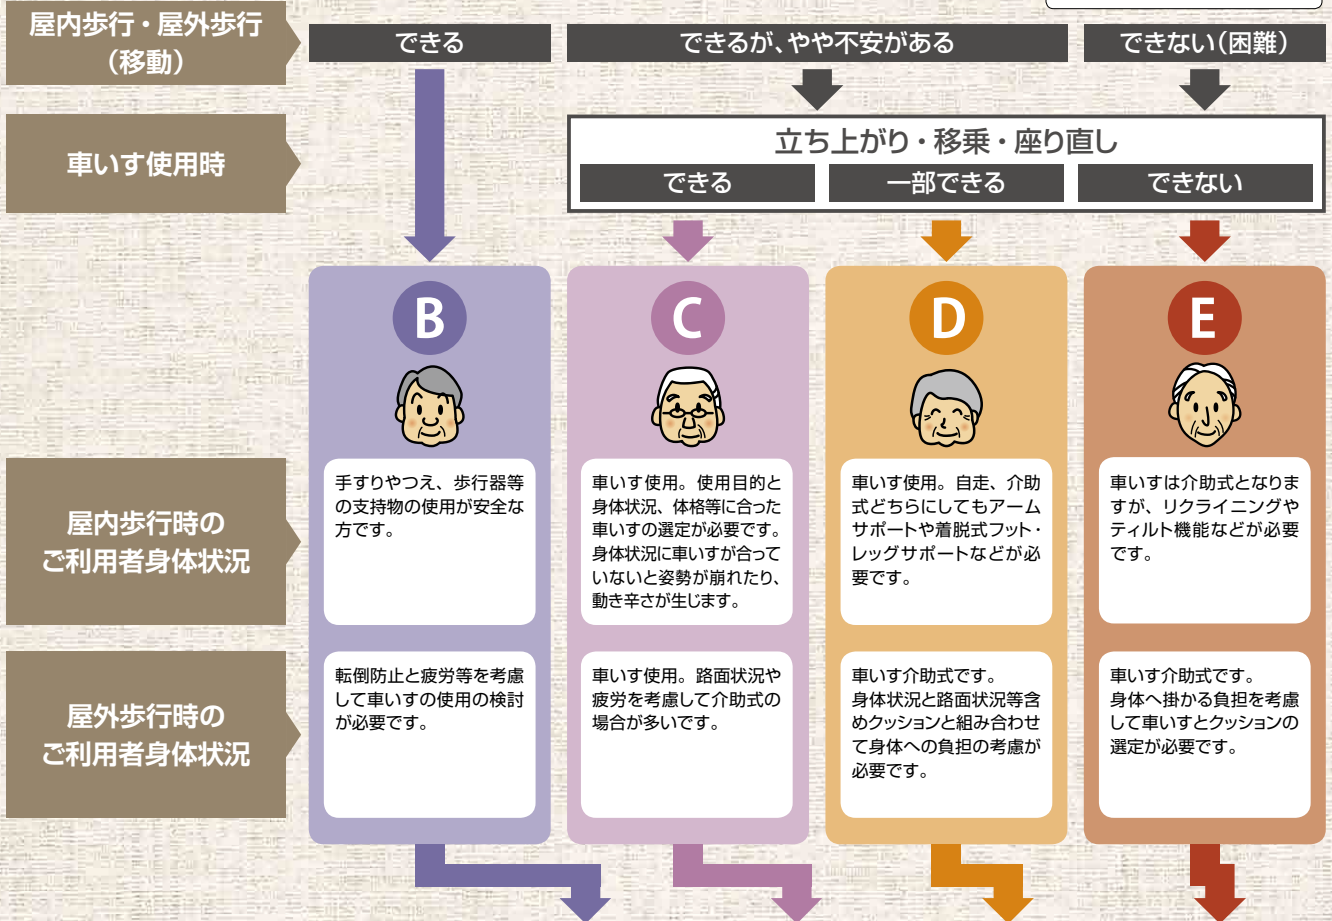 屋内歩行・屋外歩行
(移動)
できる
できるが、やや不安がある
できない(困難)
車いす使用時
立ち上がり・移乗・座り直し
できる
一部できる
できない
B
C
D
E
屋内歩行時の
ご利用者身体状況
手すりやつえ、歩行器等
の支持物の使用が安全な
方です。
車いす使用。使用目的と
身体状況、体格等に合った
車いすの選定が必要です。
身体状況に車いすが合って
いないと姿勢が崩れたり、
動き辛さが生じます。
車いす使用。自走、介助
式どちらにしてもアーム
サポートや着脱式フット・
レッグサポートなどが必
要です。
車いすは介助式となりま
すが、リクライニングや
ティルト機能などが必要
です。
屋外歩行時の
ご利用者身体状況
転倒防止と疲労等を考慮
して車いすの使用の検討
が必要です。
車いす使用。路面状況や
疲労を考慮して介助式の
場合が多いです。
車いす介助式です。
身体状況と路面状況等含
めクッションと組み合わせ
て身体への負担の考慮が
必要です。
車いす介助式です。
身体へ掛かる負担を考慮
して車いすとクッションの
選定が必要です。